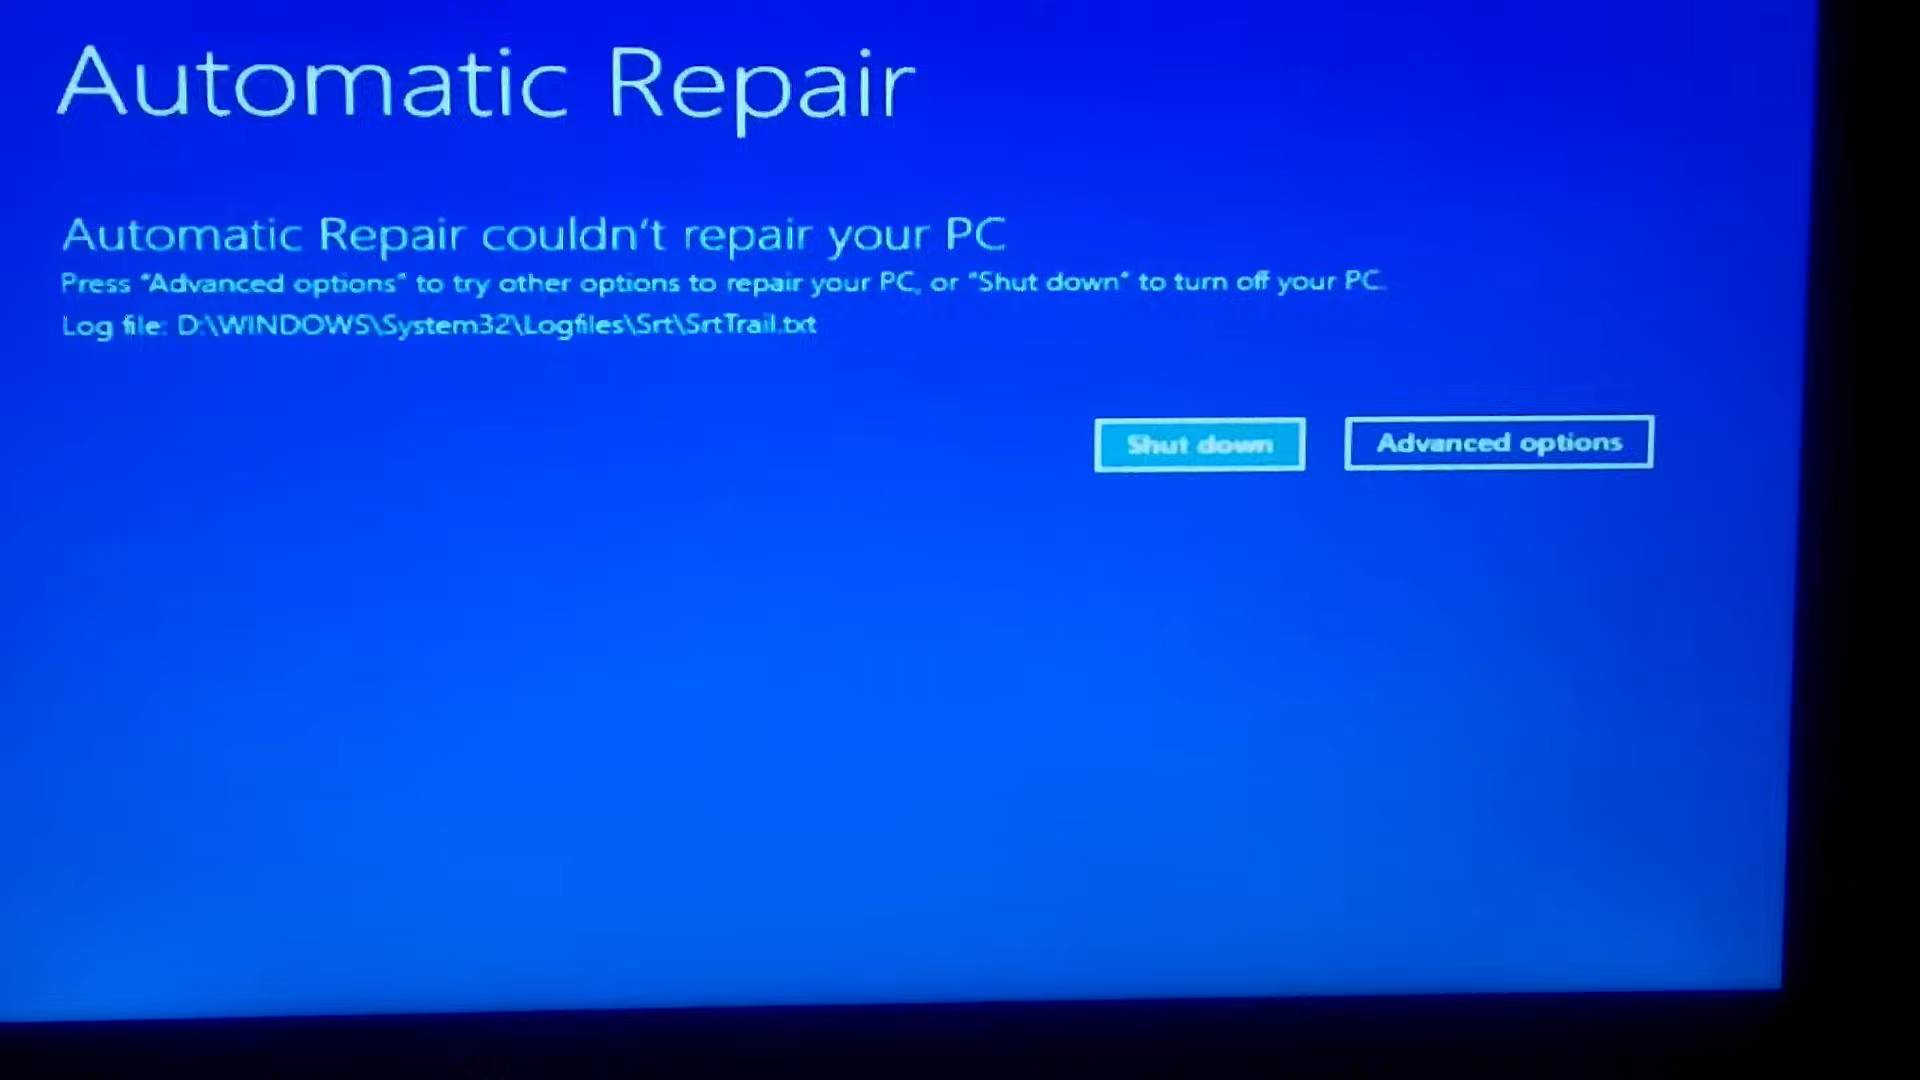 Automatic Repair
Automatic Repair couldn't repair your PC
Press "Advanced options" to try other options to repair your PC, or "Shut down" to turn off your PC.
Log file: D:\WINDOWS\System32\Logfiles\Srt\SrtTrail.txt
Shut down
Advanced options